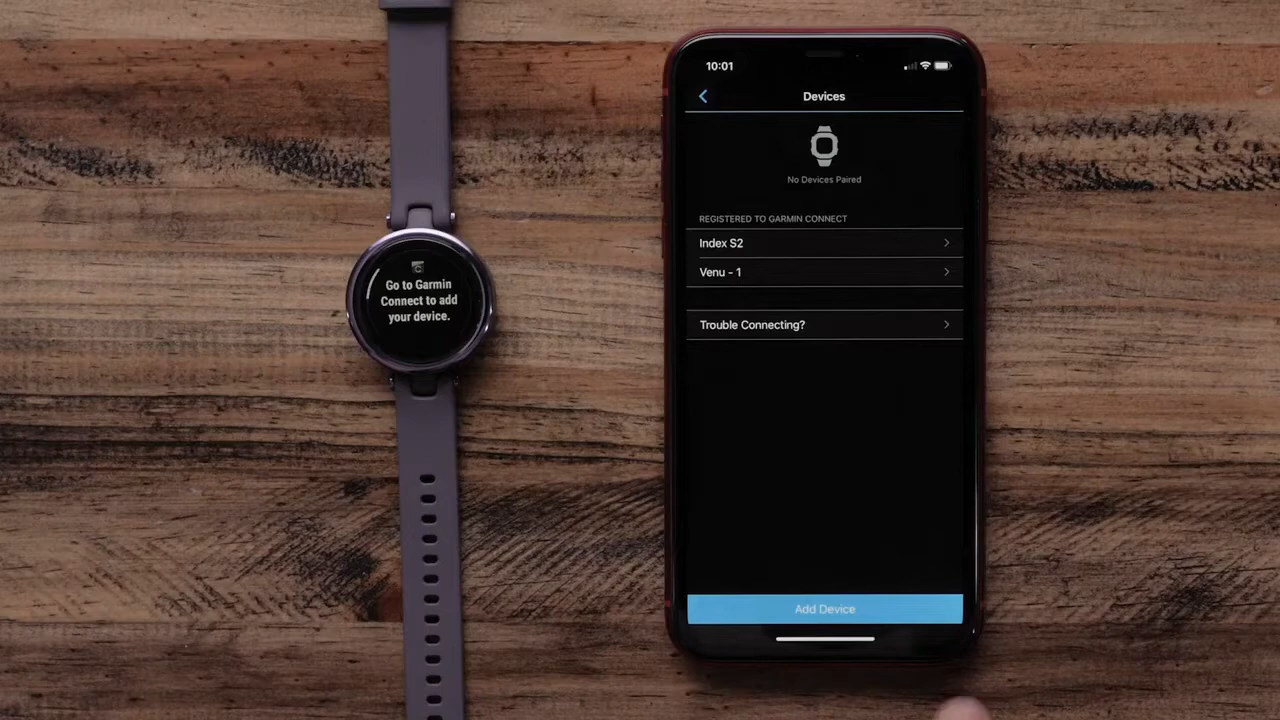 Go to Garmin
Connect to add
your device.
10:01
Devices
No Devices Paired
REGISTERED TO GARMIN CONNECT
Index S2
Venu - 1
Trouble Connecting?
Add Device